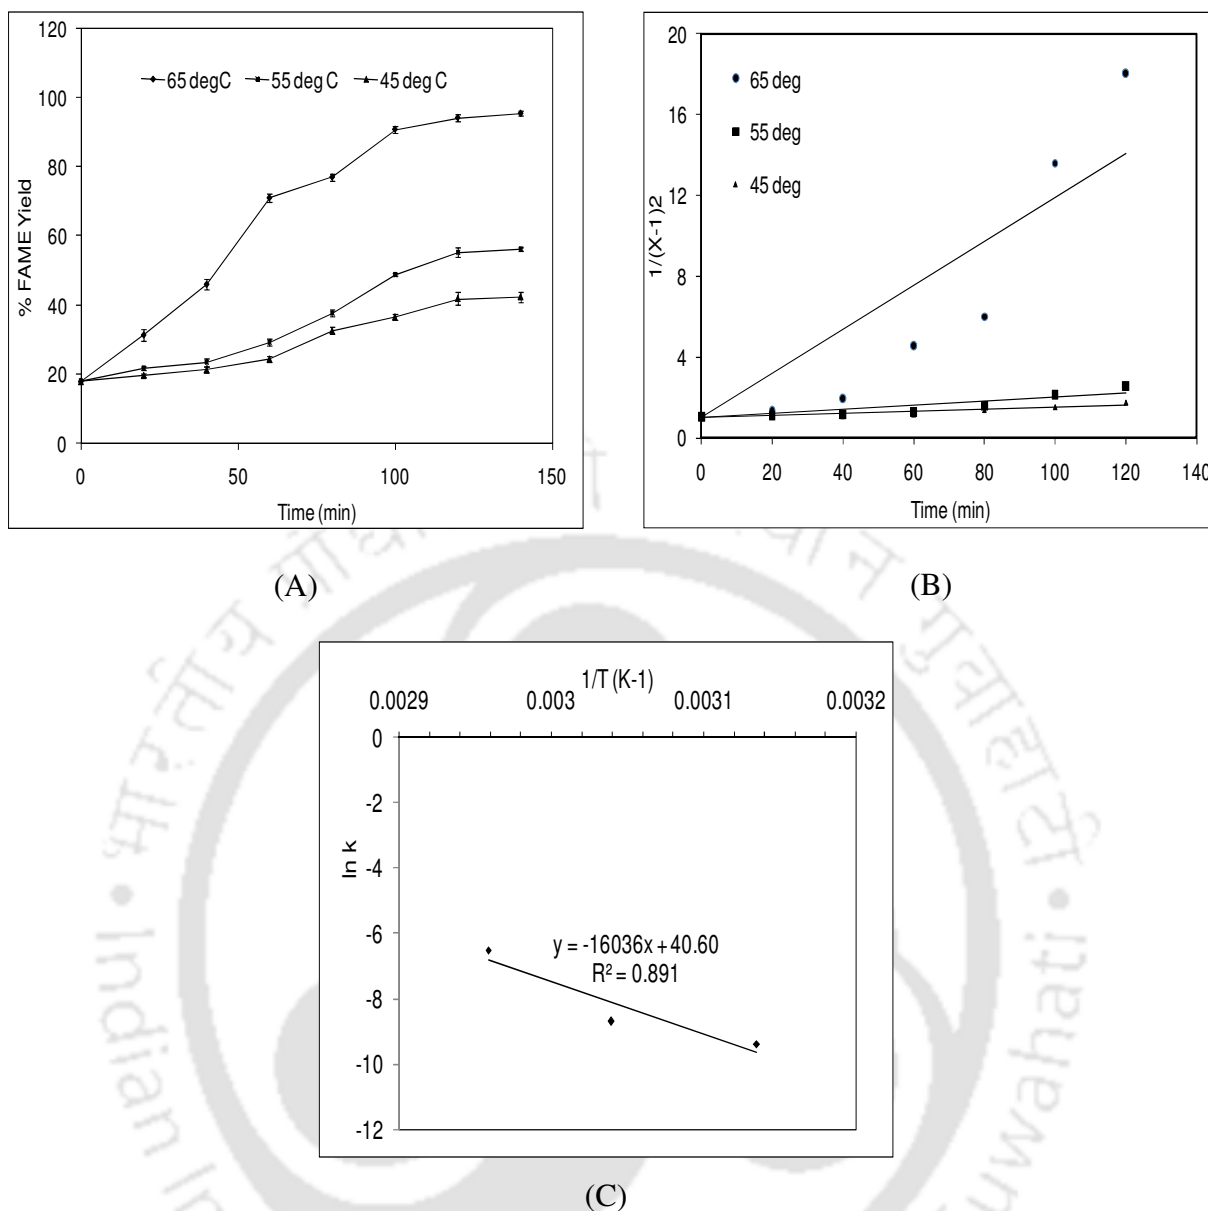 120
100
80
60
40
20
0
% FAME Yield
65 degC 55 deg C 45 deg C
0 50 100 150
Time (min)
(A)
20
16
12
8
4
0
1/(X-1)2
65 deg
55 deg
45 deg
0 20 40 60 80 100 120 140
Time (min)
(B)
1/T (K-1)
0.0029 0.003 0.0031 0.0032
0
-2
-4
-6
-8
-10
-12
ln k
y = -16036x + 40.60
R² = 0.891
(C)
Indian In
uwahati